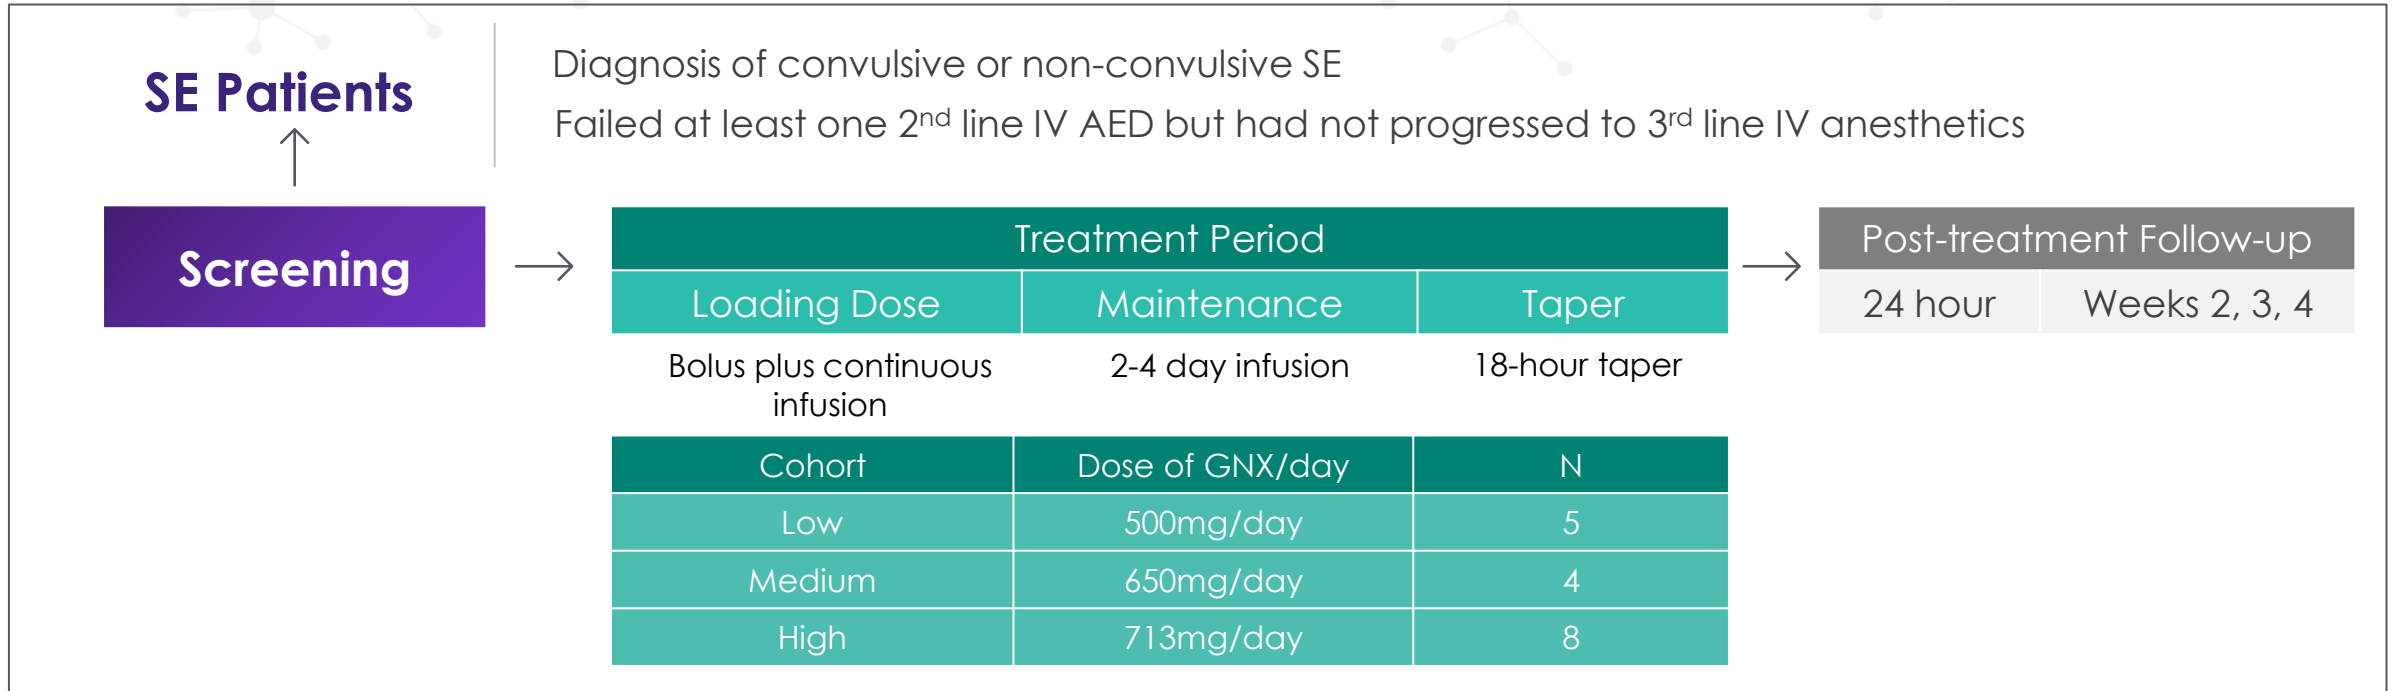 SE Patients
Diagnosis of convulsive or non-convulsive SE
Failed at least one 2nd line IV AED but had not progressed to 3rd line IV anesthetics
Screening
Treatment Period
Loading Dose
Maintenance
Taper
Bolus plus continuous
infusion
2-4 day infusion
18-hour taper
Post-treatment Follow-up
24 hour
Weeks 2, 3, 4
Cohort
Dose of GNX/day
N
Low
500mg/day
5
Medium
650mg/day
4
High
713mg/day
8